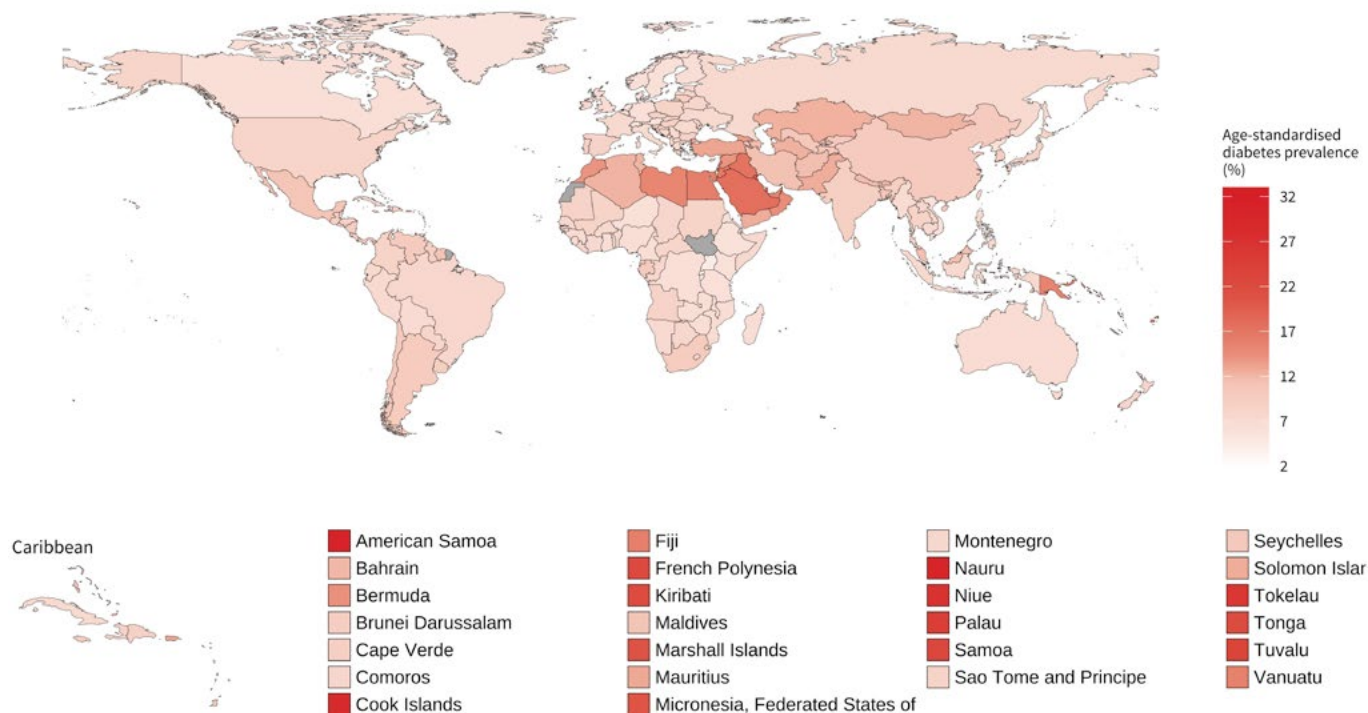 Age-standardised
diabetes prevalence
(%)
32
27
22
17
12
7
2
Caribbean
American Samoa
Bahrain
Bermuda
Brunei Darussalam
Cape Verde
Comoros
Cook Islands
Fiji
French Polynesia
Kiribati
Maldives
Marshall Islands
Mauritius
Micronesia, Federated States of
Montenegro
Nauru
Niue
Palau
Samoa
Sao Tome and Principe
Seychelles
Solomon Islar
Tokelau
Tonga
Tuvalu
Vanuatu